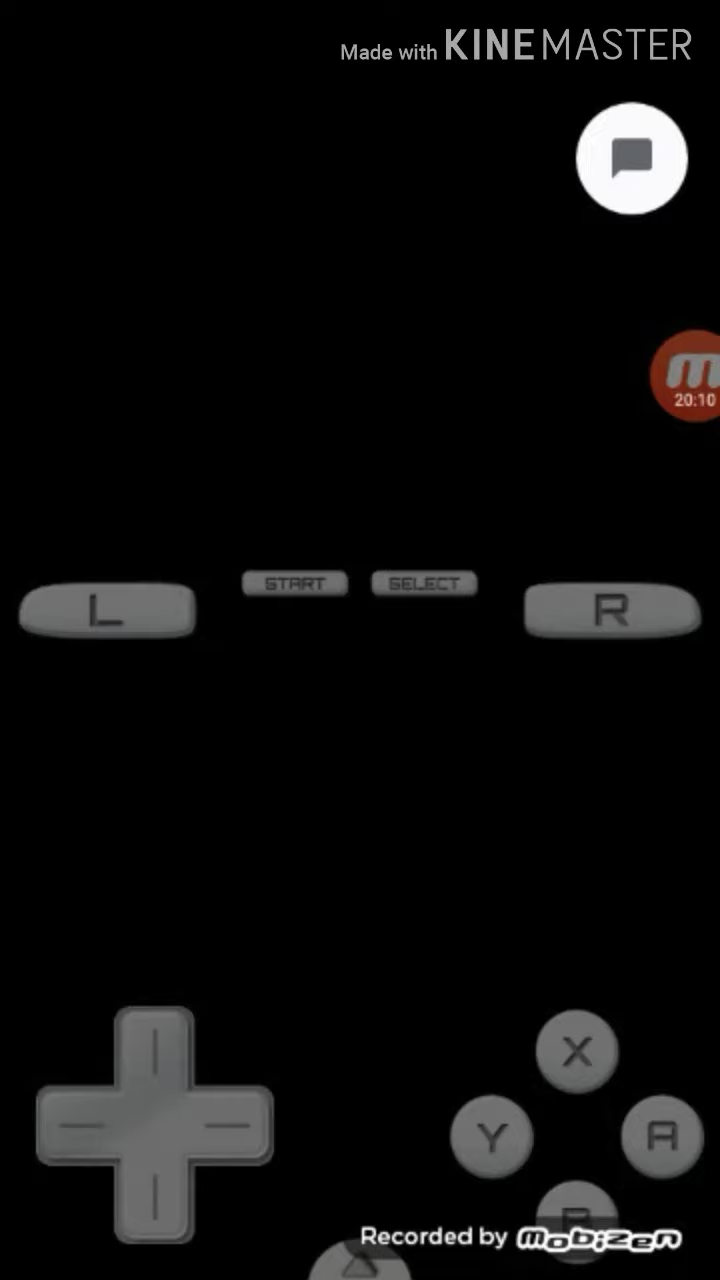 Made with KINEMASTER
20:10
START SELECT
L R
X
Y A
B
Recorded by mobizen